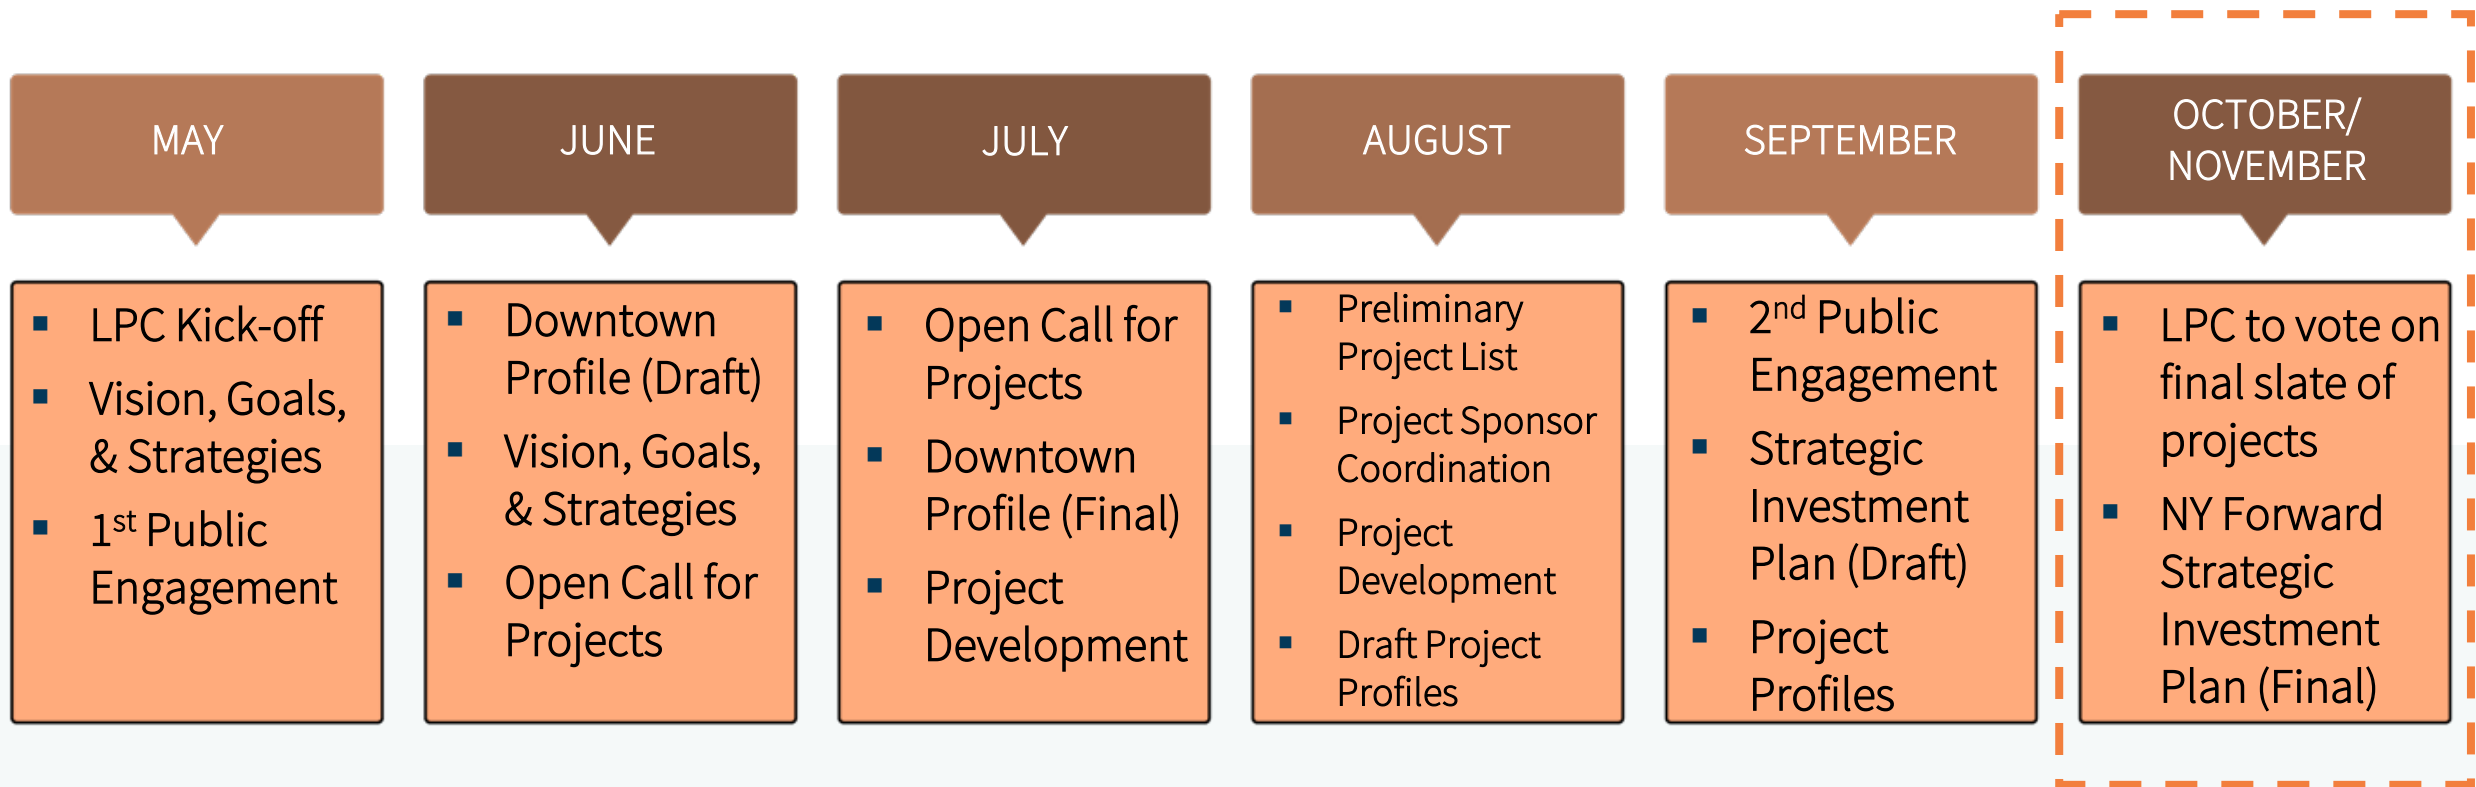 MAY
LPC Kick-off
Vision, Goals,
& Strategies
1st Public
Engagement
JUNE
Downtown
Profile (Draft)
Vision, Goals,
& Strategies
Open Call for
Projects
JULY
Open Call for
Projects
Downtown
Profile (Final)
Project
Development
AUGUST
Preliminary
Project List
Project Sponsor
Coordination
Project
Development
Draft Project
Profiles
SEPTEMBER
2nd Public
Engagement
Strategic
Investment
Plan (Draft)
Project
Profiles
OCTOBER/
NOVEMBER
LPC to vote on
final slate of
projects
NY Forward
Strategic
Investment
Plan (Final)